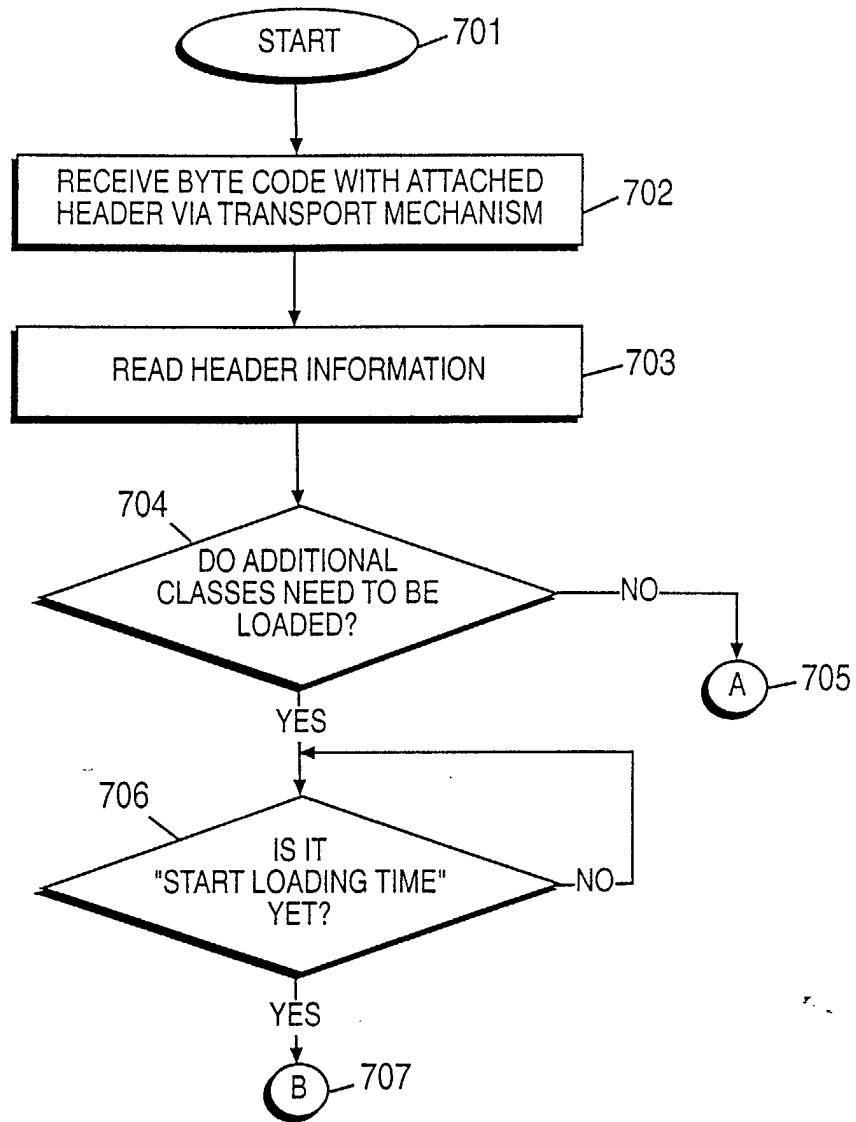 START
701
RECEIVE BYTE CODE WITH ATTACHED
HEADER VIA TRANSPORT MECHANISM
702
READ HEADER INFORMATION
703
704
DO ADDITIONAL
CLASSES NEED TO BE
LOADED?
NO
A
705
YES
706
IS IT
"START LOADING TIME"
YET?
NO
YES
B
707